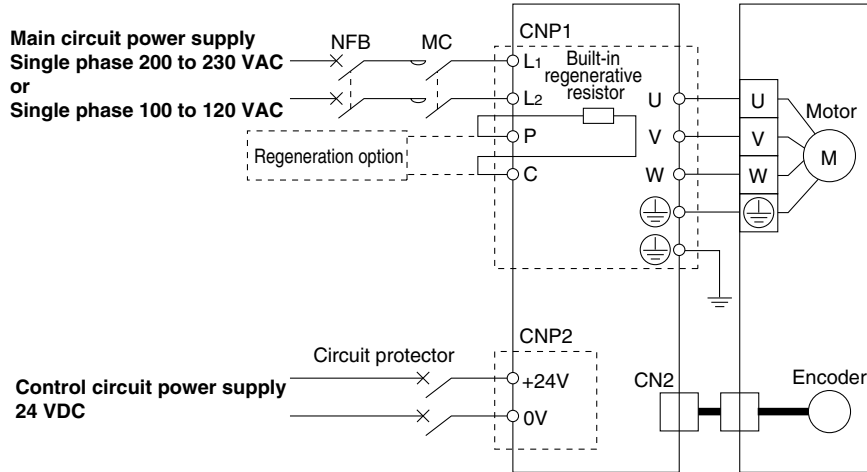 Main circuit power supply
Single phase 200 to 230 VAC
or
Single phase 100 to 120 VAC
NFB
MC
CNP1
L1
L2
P
C
Built-in
regenerative
resistor
Regeneration option
U
V
W
U
V
W
Motor
M
CNP2
Circuit protector
+24V
0V
Control circuit power supply
24 VDC
CN2
Encoder